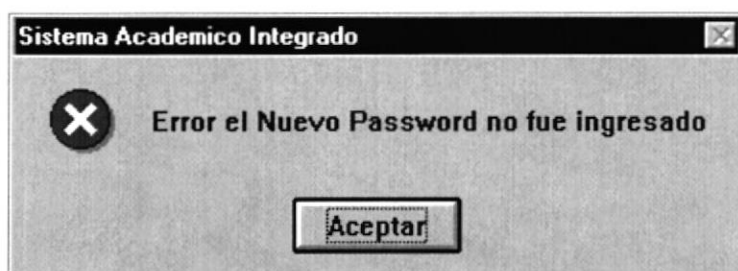 Sistema Academico Integrado
Error el Nuevo Password no fue ingresado
Aceptar